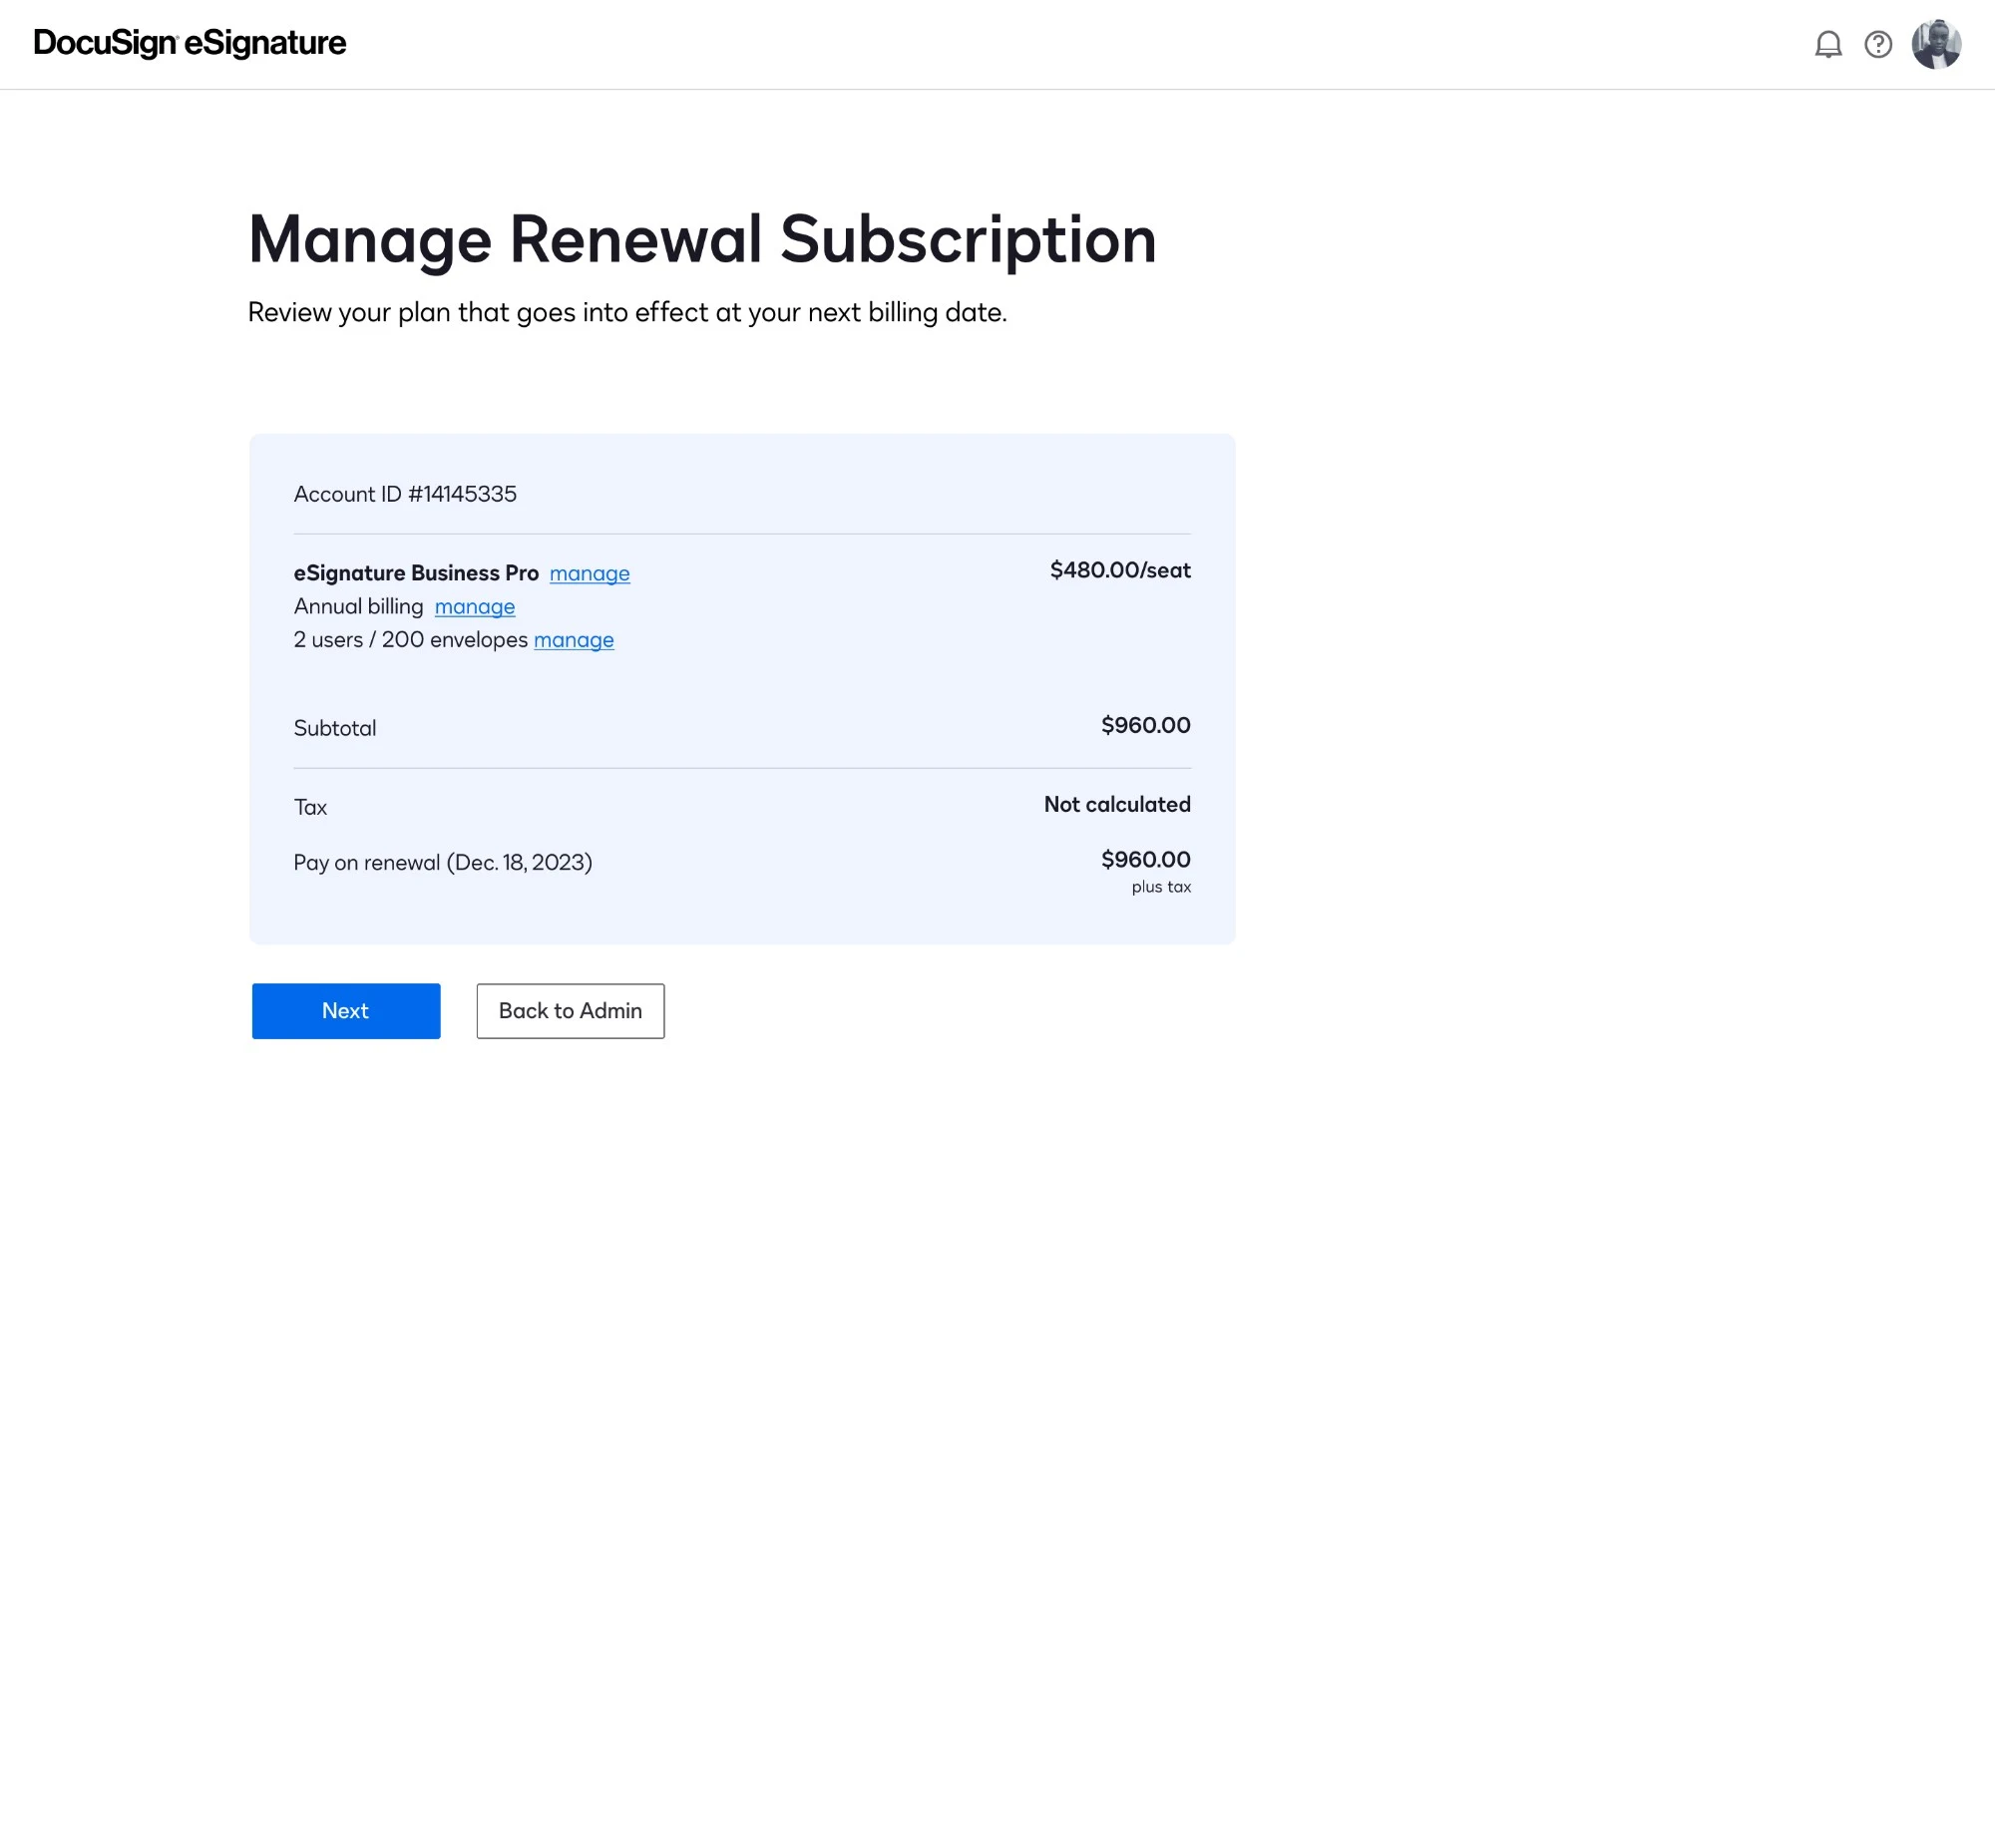 DocuSign eSignature
Manage Renewal Subscription
Review your plan that goes into effect at your next billing date.
Account ID #14145335
eSignature Business Pro manage $480.00/seat
Annual billing manage
2 users / 200 envelopes manage
Subtotal $960.00
Tax Not calculated
Pay on renewal (Dec. 18, 2023) $960.00
plus tax
Next Back to Admin